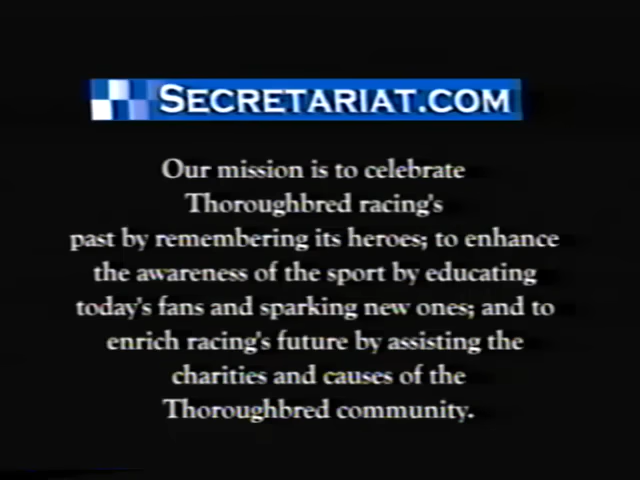 SECRETARIAT.COM
Our mission is to celebrate
Thoroughbred racing's
past by remembering its heroes; to enhance
the awareness of the sport by educating
today's fans and sparking new ones; and to
enrich racing's future by assisting the
charities and causes of the
Thoroughbred community.